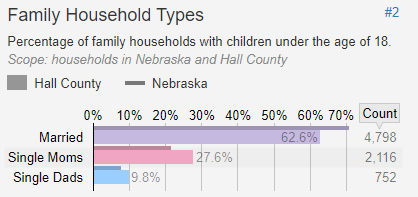 Family Household Types #2
Percentage of family households with children under the age of 18.
Scope: households in Nebraska and Hall County
Hall County Nebraska
0% 10% 20% 30% 40% 50% 60% 70% Count
Married 62.6% 4,798
Single Moms 27.6% 2,116
Single Dads 9.8% 752